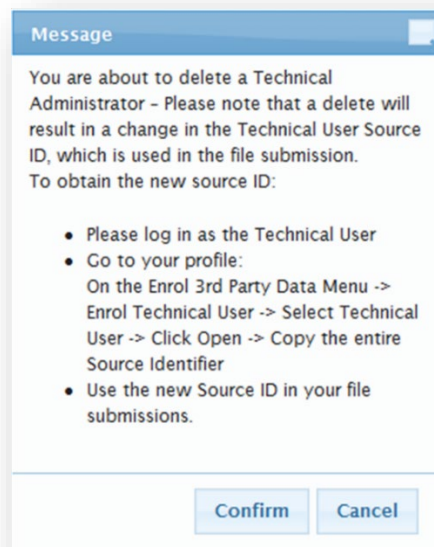 Message
You are about to delete a Technical
Administrator – Please note that a delete will
result in a change in the Technical User Source
ID, which is used in the file submission.
To obtain the new source ID:
• Please log in as the Technical User
• Go to your profile:
On the Enrol 3rd Party Data Menu ->
Enrol Technical User -> Select Technical
User -> Click Open -> Copy the entire
Source Identifier
• Use the new Source ID in your file
submissions.
Confirm Cancel